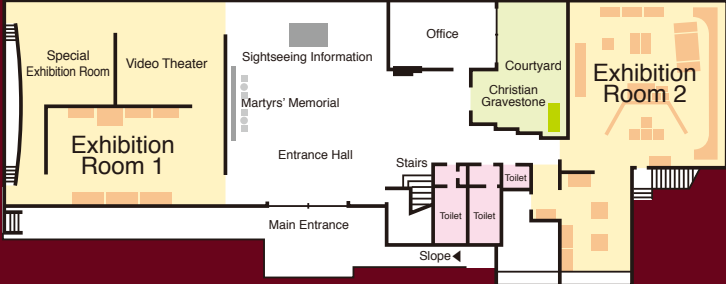 Special
Exhibition Room
Video Theater
Sightseeing Information
Office
Courtyard
Christian
Gravestone
Exhibition
Room 2
Martyrs' Memorial
Exhibition
Room 1
Entrance Hall
Stairs
Toilet
Toilet
Toilet
Main Entrance
Slope